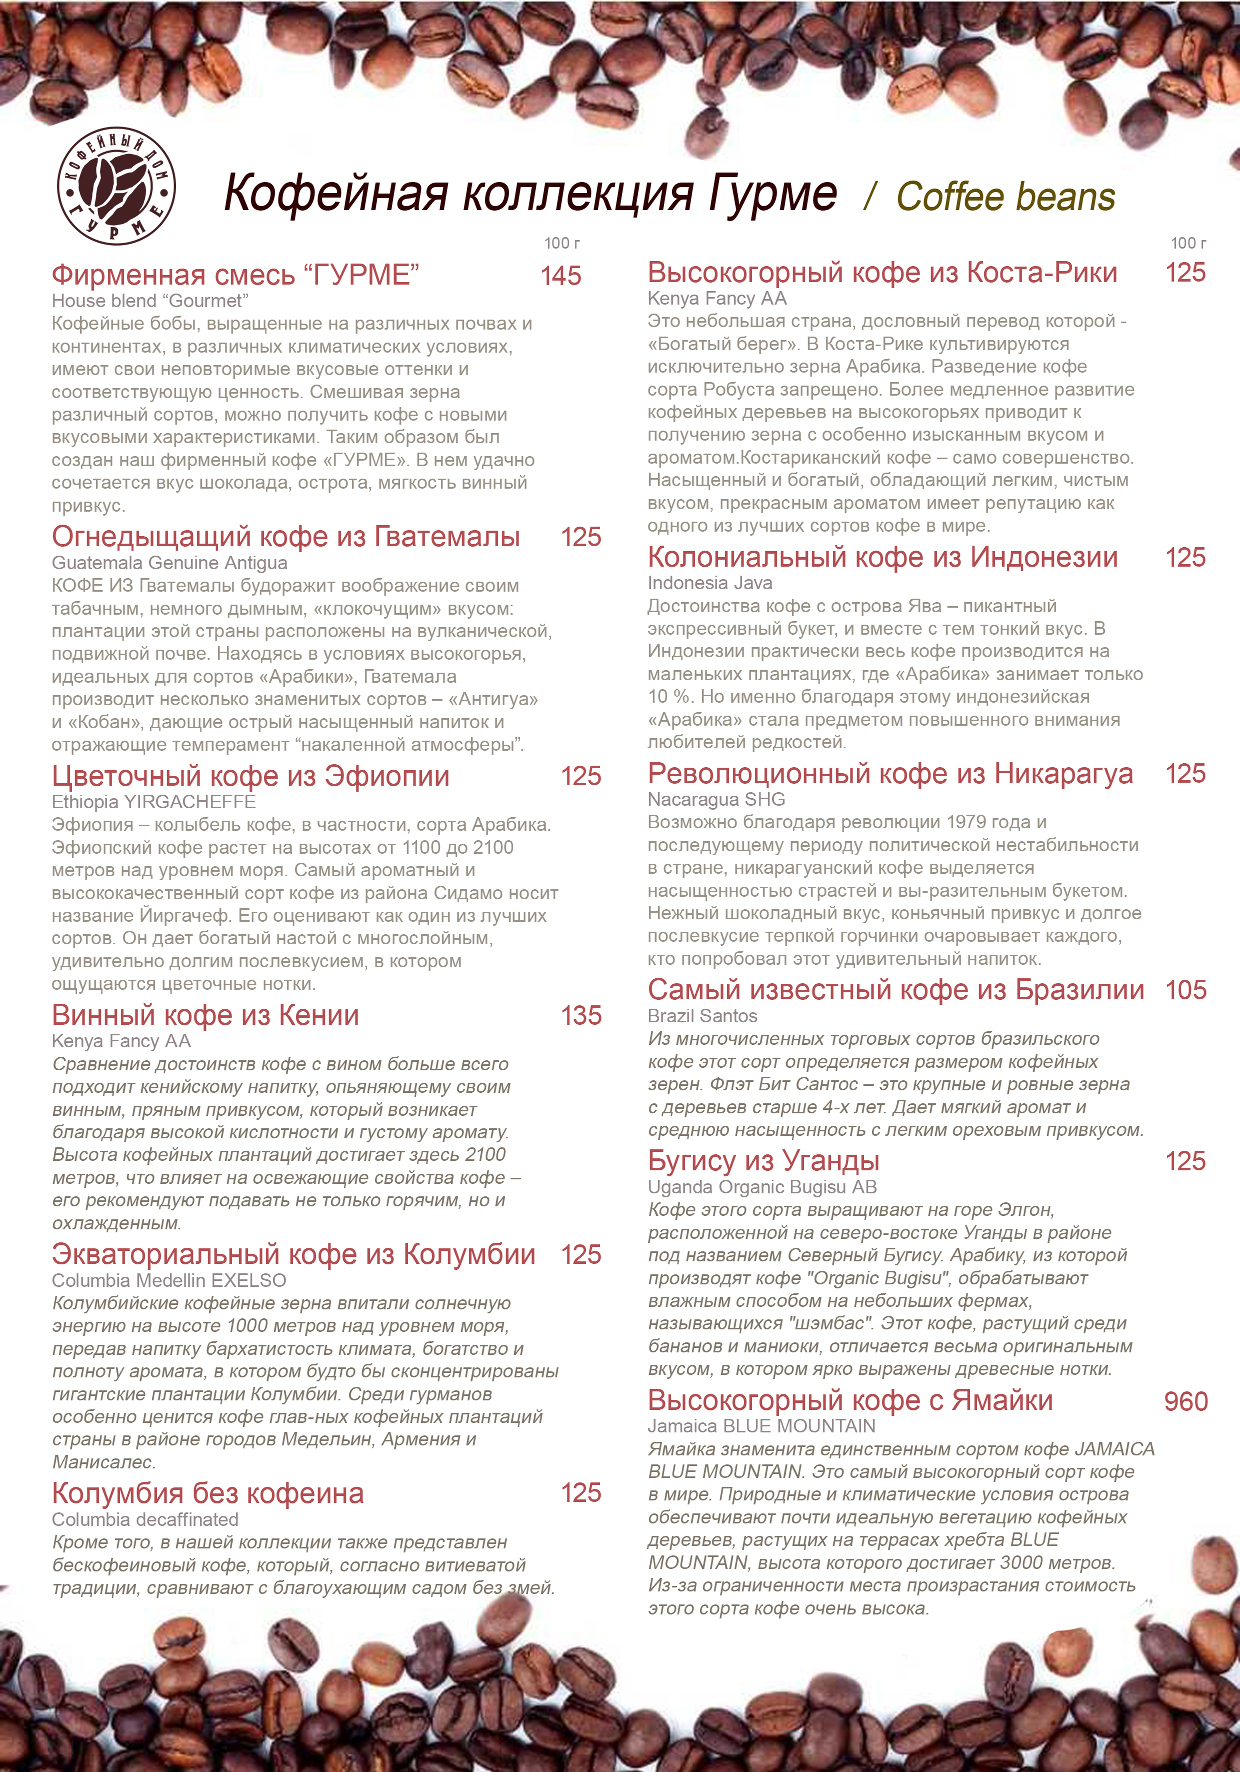 КОФЕЙНЫЙ ДОМ
ГУРМЕ
Кофейная коллекция Гурме / Coffee beans
100 г
Фирменная смесь “ГУРМЕ” 145
House blend “Gourmet”
Кофейные бобы, выращенные на различных почвах и
континентах, в различных климатических условиях,
имеют свои неповторимые вкусовые оттенки и
соответствующую ценность. Смешивая зерна
различный сортов, можно получить кофе с новыми
вкусовыми характеристиками. Таким образом был
создан наш фирменный кофе «ГУРМЕ». В нем удачно
сочетается вкус шоколада, острота, мягкость винный
привкус.
Огнедыщащий кофе из Гватемалы 125
Guatemala Genuine Antigua
КОФЕ ИЗ Гватемалы будоражит воображение своим
табачным, немного дымным, «клокочущим» вкусом:
плантации этой страны расположены на вулканической,
подвижной почве. Находясь в условиях высокогорья,
идеальных для сортов «Арабики», Гватемала
производит несколько знаменитых сортов – «Антигуа»
и «Кобан», дающие острый насыщенный напиток и
отражающие темперамент “накаленной атмосферы”.
Цветочный кофе из Эфиопии 125
Ethiopia YIRGACHEFFE
Эфиопия – колыбель кофе, в частности, сорта Арабика.
Эфиопский кофе растет на высотах от 1100 до 2100
метров над уровнем моря. Самый ароматный и
высококачественный сорт кофе из района Сидамо носит
название Йиргачеф. Его оценивают как один из лучших
сортов. Он дает богатый настой с многослойным,
удивительно долгим послевкусием, в котором
ощущаются цветочные нотки.
Винный кофе из Кении 135
Kenya Fancy AA
Сравнение достоинств кофе с вином больше всего
подходит кенийскому напитку, опьяняющему своим
винным, пряным привкусом, который возникает
благодаря высокой кислотности и густому аромату.
Высота кофейных плантаций достигает здесь 2100
метров, что влияет на освежающие свойства кофе –
его рекомендуют подавать не только горячим, но и
охлажденным.
Экваториальный кофе из Колумбии 125
Columbia Medellin EXELSO
Колумбийские кофейные зерна впитали солнечную
энергию на высоте 1000 метров над уровнем моря,
передав напитку бархатистость климата, богатство и
полноту аромата, в котором будто бы сконцентрированы
гигантские плантации Колумбии. Среди гурманов
особенно ценится кофе глав-ных кофейных плантаций
страны в районе городов Медельин, Армения и
Манисалес.
Колумбия без кофеина 125
Columbia decaffinated
Кроме того, в нашей коллекции также представлен
бескофеиновый кофе, который, согласно витиеватой
традиции, сравнивают с благоухающим садом без змей.
100 г
Высокогорный кофе из Коста-Рики 125
Kenya Fancy AA
Это небольшая страна, дословный перевод которой -
«Богатый берег». В Коста-Рике культивируются
исключительно зерна Арабика. Разведение кофе
сорта Робуста запрещено. Более медленное развитие
кофейных деревьев на высокогорьях приводит к
получению зерна с особенно изысканным вкусом и
ароматом.Костариканский кофе – само совершенство.
Насыщенный и богатый, обладающий легким, чистым
вкусом, прекрасным ароматом имеет репутацию как
одного из лучших сортов кофе в мире.
Колониальный кофе из Индонезии 125
Indonesia Java
Достоинства кофе с острова Ява – пикантный
экспрессивный букет, и вместе с тем тонкий вкус. В
Индонезии практически весь кофе производится на
маленьких плантациях, где «Арабика» занимает только
10 %. Но именно благодаря этому индонезийская
«Арабика» стала предметом повышенного внимания
любителей редкостей.
Революционный кофе из Никарагуа 125
Nacaragua SHG
Возможно благодаря революции 1979 года и
последующему периоду политической нестабильности
в стране, никарагуанский кофе выделяется
насыщенностью страстей и вы-разительным букетом.
Нежный шоколадный вкус, коньячный привкус и долгое
послевкусие терпкой горчинки очаровывает каждого,
кто попробовал этот удивительный напиток.
Самый известный кофе из Бразилии 105
Brazil Santos
Из многочисленных торговых сортов бразильского
кофе этот сорт определяется размером кофейных
зерен. Флэт Бит Сантос – это крупные и ровные зерна
с деревьев старше 4-х лет. Дает мягкий аромат и
среднюю насыщенность с легким ореховым привкусом.
Бугису из Уганды 125
Uganda Organic Bugisu AB
Кофе этого сорта выращивают на горе Элгон,
расположенной на северо-востоке Уганды в районе
под названием Северный Бугису. Арабику, из которой
производят кофе "Organic Bugisu", обрабатывают
влажным способом на небольших фермах,
называющихся "шэмбас". Этот кофе, растущий среди
бананов и маниоки, отличается весьма оригинальным
вкусом, в котором ярко выражены древесные нотки.
Высокогорный кофе с Ямайки 960
Jamaica BLUE MOUNTAIN
Ямайка знаменита единственным сортом кофе JAMAICA
BLUE MOUNTAIN. Это самый высокогорный сорт кофе
в мире. Природные и климатические условия острова
обеспечивают почти идеальную вегетацию кофейных
деревьев, растущих на террасах хребта BLUE
MOUNTAIN, высота которого достигает 3000 метров.
Из-за ограниченности места произрастания стоимость
этого сорта кофе очень высока.